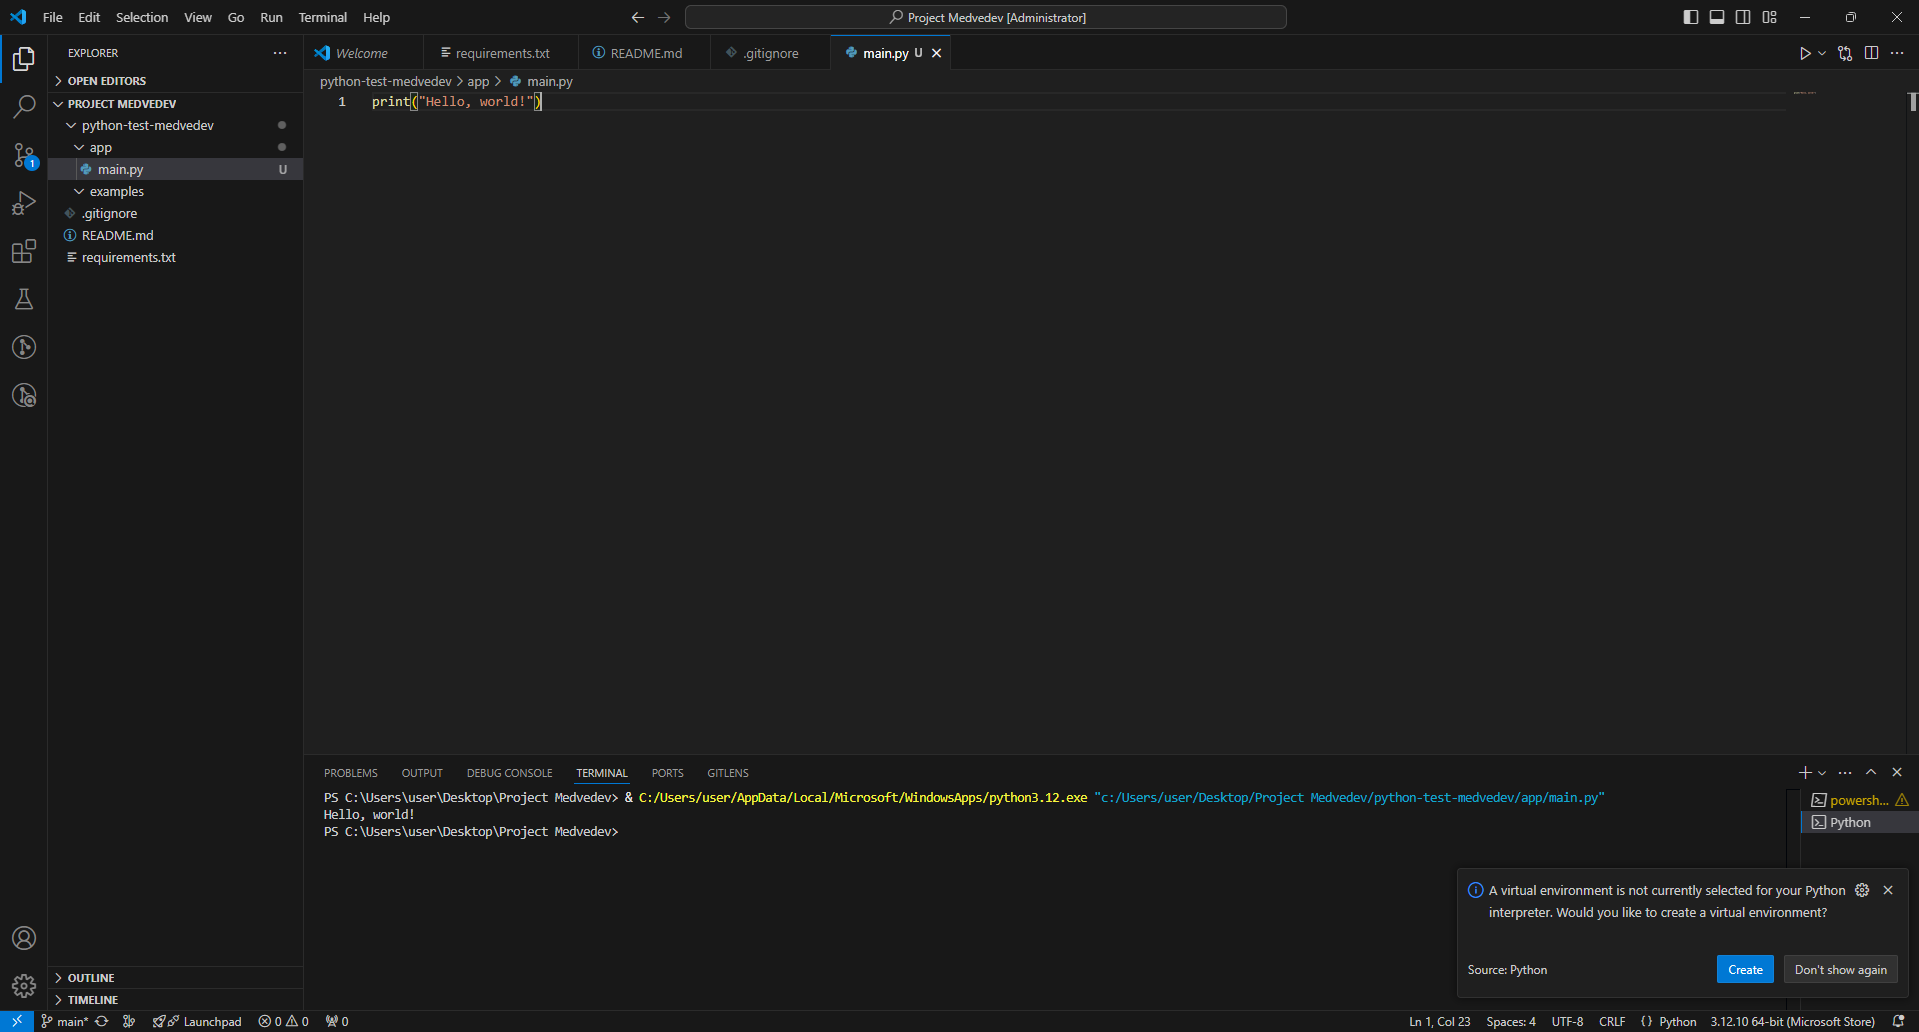 File Edit Selection View Go Run Terminal Help
Project Medvedev [Administrator]
EXPLORER
OPEN EDITORS
PROJECT MEDVEDEV
python-test-medvedev
app
main.py U
examples
.gitignore
README.md
requirements.txt
OUTLINE
TIMELINE
1
Welcome requirements.txt README.md .gitignore main.py U
python-test-medvedev > app > main.py
1 print("Hello, world!")
PROBLEMS OUTPUT DEBUG CONSOLE TERMINAL PORTS GITLENS
PS C:\Users\user\Desktop\Project Medvedev> & C:/Users/user/AppData/Local/Microsoft/WindowsApps/python3.12.exe "c:/Users/user/Desktop/Project Medvedev/python-test-medvedev/app/main.py"
Hello, world!
PS C:\Users\user\Desktop\Project Medvedev>
powersh...
Python
A virtual environment is not currently selected for your Python
interpreter. Would you like to create a virtual environment?
Source: Python
Create
Don't show again
main* Launchpad 0 0 0
Ln 1, Col 23 Spaces: 4 UTF-8 CRLF {} Python 3.12.10 64-bit (Microsoft Store)